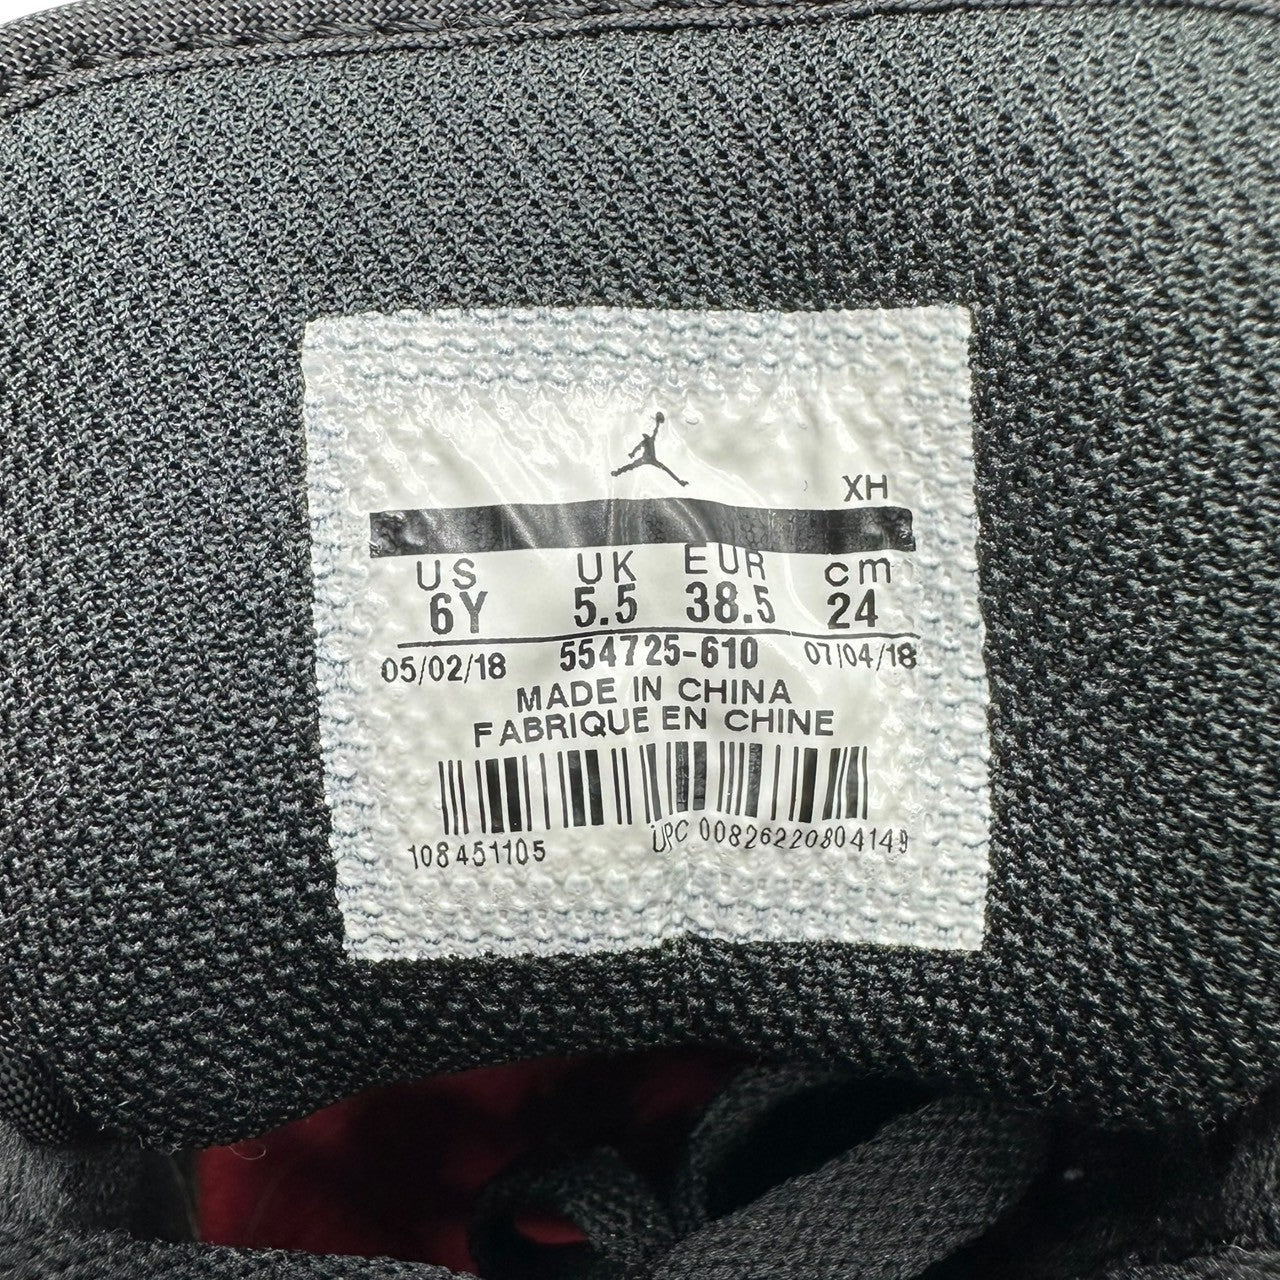 XH
US UK EUR cm
6Y 5.5 38.5 24
05/02/18 554725-610 07/04/18
MADE IN CHINA
FABRIQUE EN CHINE
108451105 UPC 00826220804149